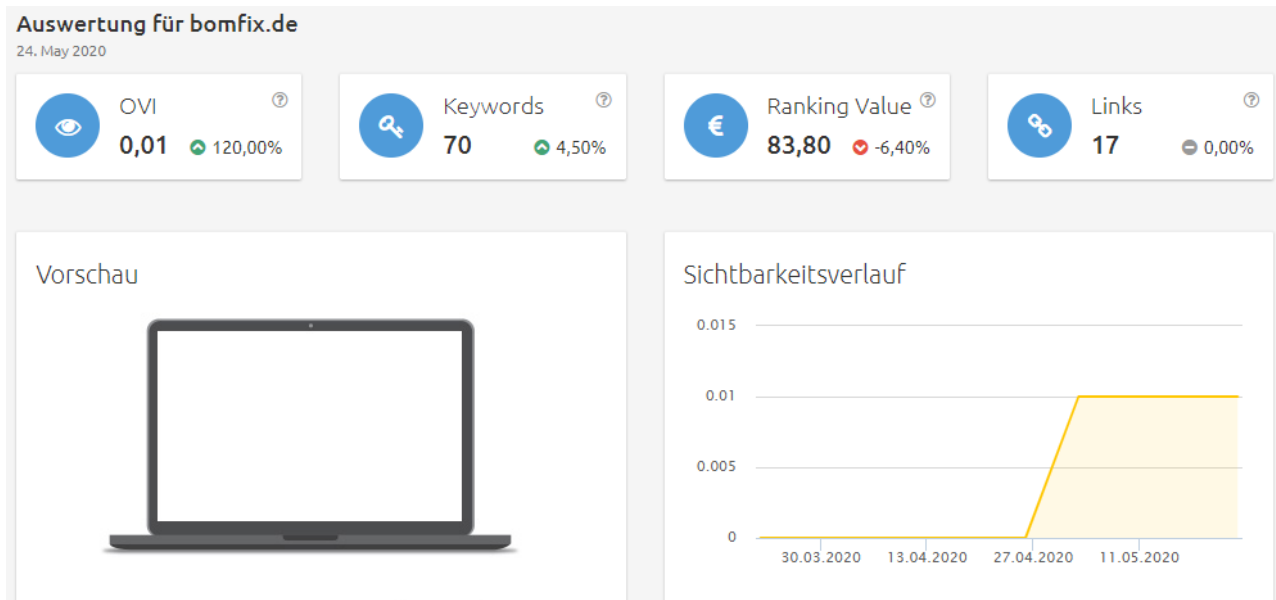 Auswertung für bomfix.de
24. May 2020
OVI
0,01 120,00%
Keywords
70 4,50%
Ranking Value
83,80 -6,40%
Links
17 0,00%
Vorschau
Sichtbarkeitsverlauf
0.015
0.01
0.005
0
30.03.2020 13.04.2020 27.04.2020 11.05.2020